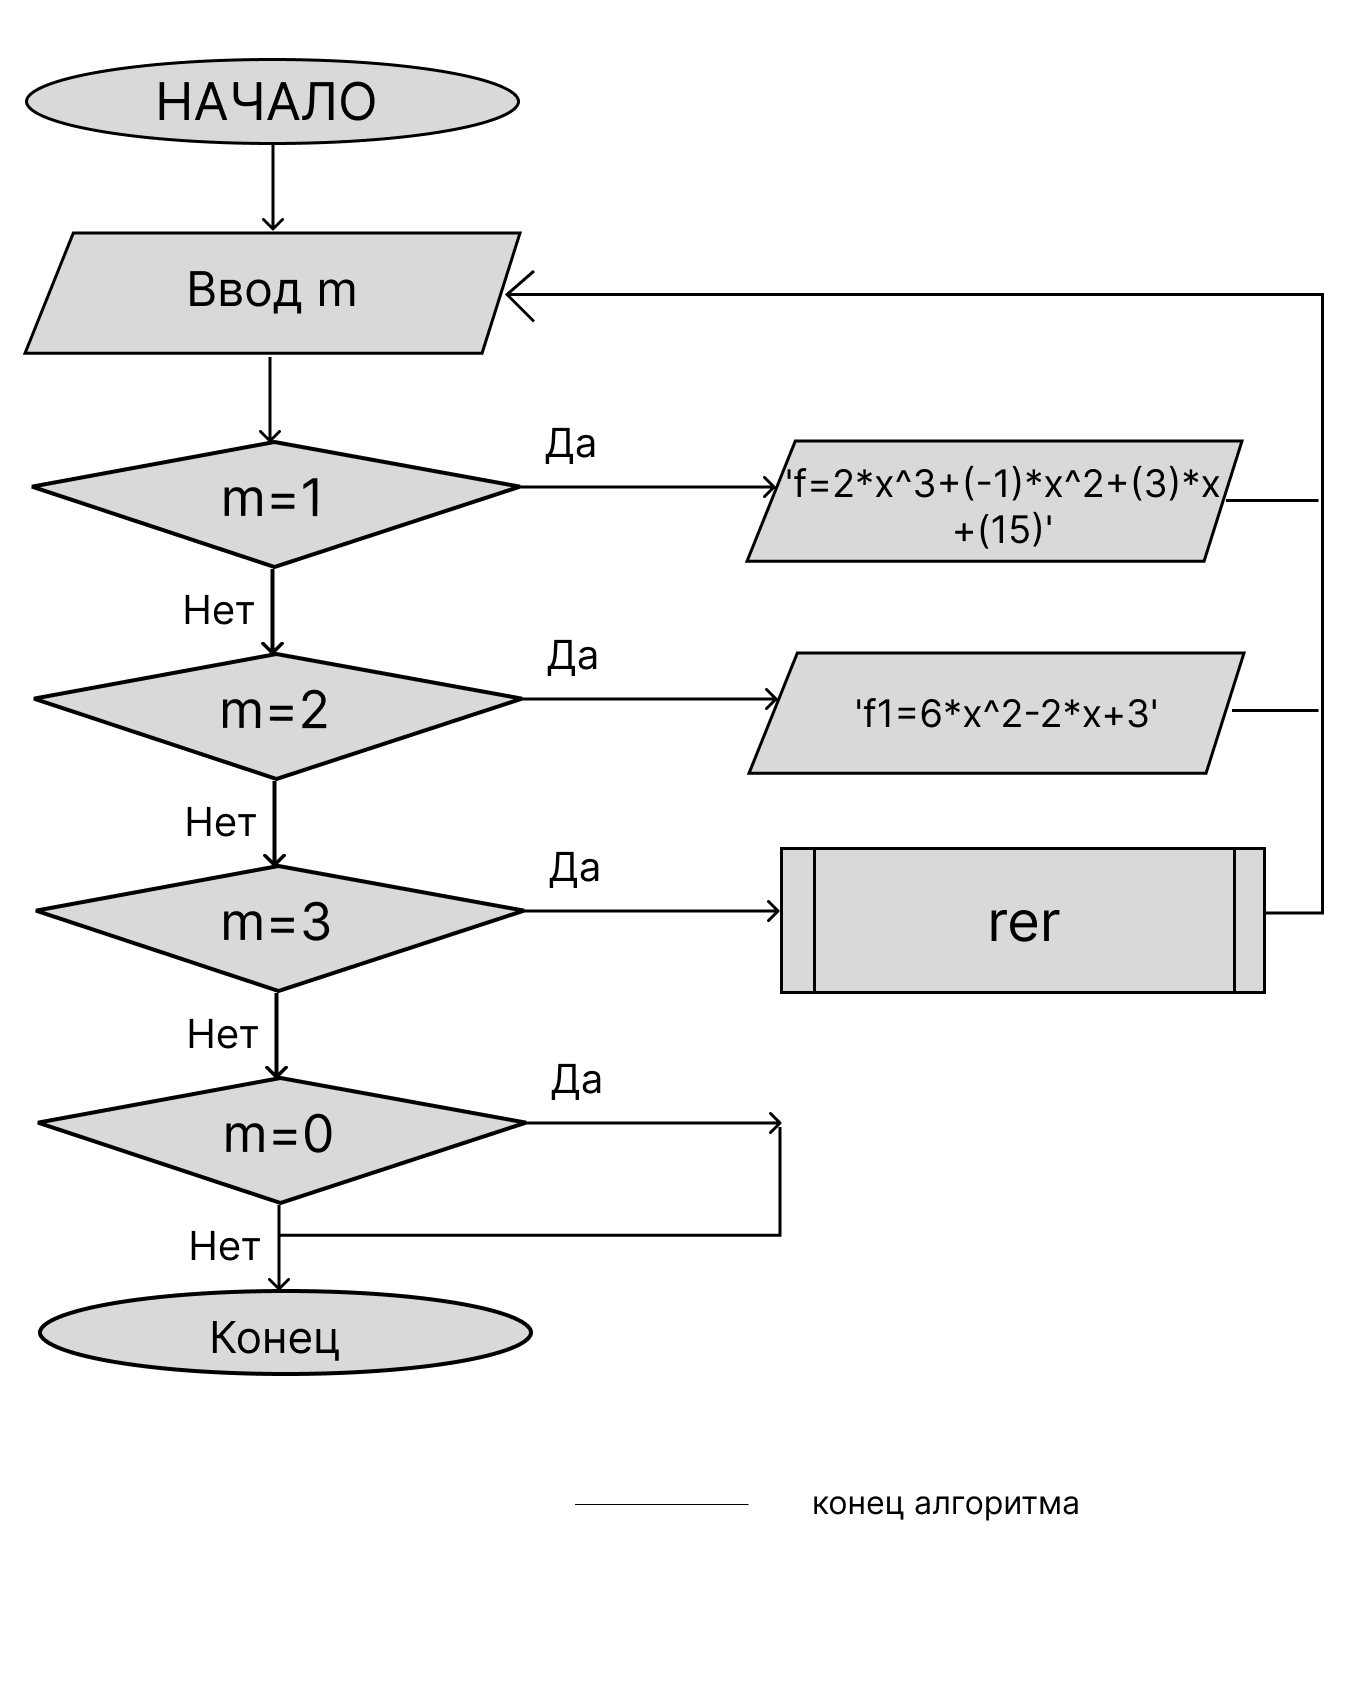 НАЧАЛО
Ввод m
m=1
Да
'f=2*x^3+(-1)*x^2+(3)*x
+(15)'
Нет
m=2
Да
'f1=6*x^2-2*x+3'
Нет
m=3
Да
rer
Нет
m=0
Да
Нет
Конец
конец алгоритма